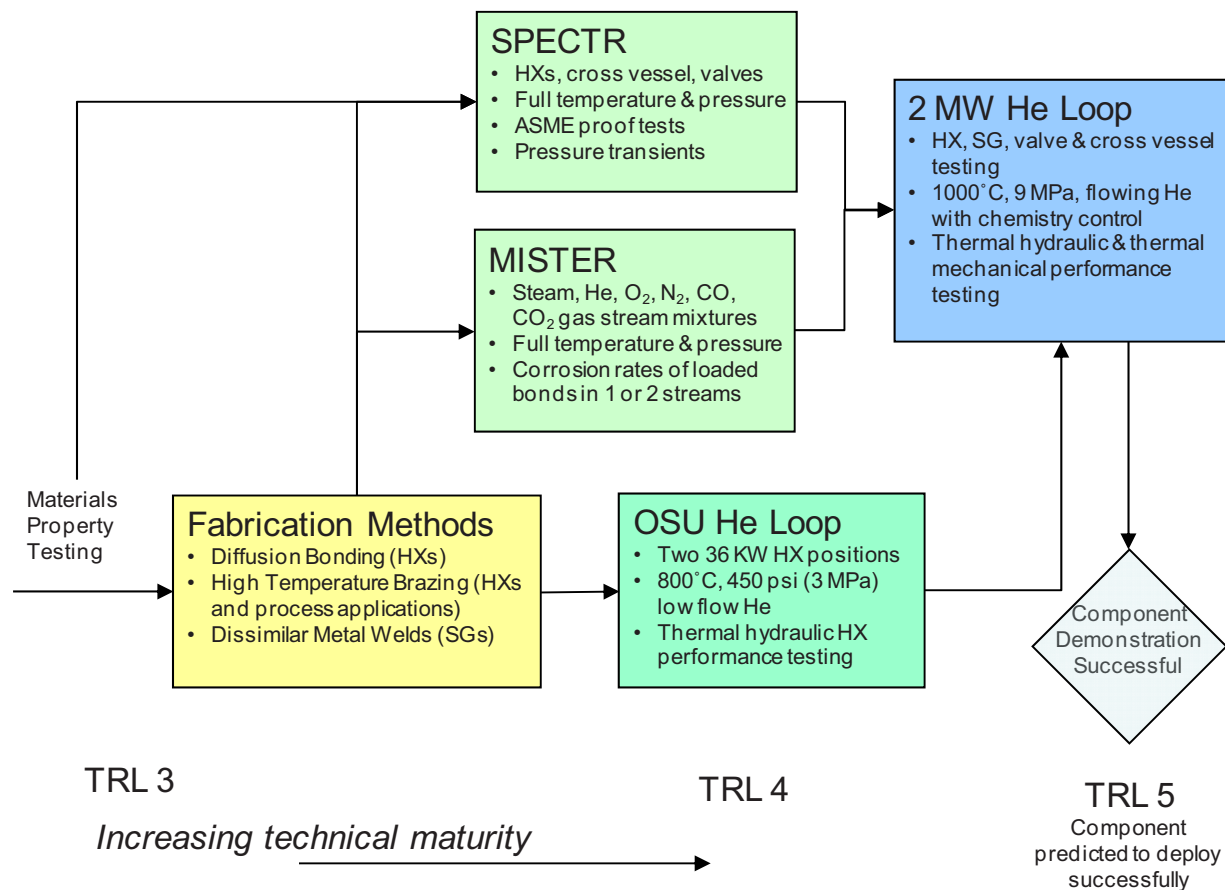 SPECTR
• HXs, cross vessel, valves
• Full temperature & pressure
• ASME proof tests
• Pressure transients
2 MW He Loop
• HX, SG, valve & cross vessel
testing
• 1000˚C, 9 MPa, flowing He
with chemistry control
• Thermal hydraulic & thermal
mechanical performance
testing
MISTER
• Steam, He, O₂, N₂, CO,
CO₂ gas stream mixtures
• Full temperature & pressure
• Corrosion rates of loaded
bonds in 1 or 2 streams
Materials
Property
Testing
Fabrication Methods
• Diffusion Bonding (HXs)
• High Temperature Brazing (HXs
and process applications)
• Dissimilar Metal Welds (SGs)
OSU He Loop
• Two 36 KW HX positions
• 800˚C, 450 psi (3 MPa)
low flow He
• Thermal hydraulic HX
performance testing
Component
Demonstration
Successful
TRL 3
TRL 4
TRL 5
Component
predicted to deploy
successfully
Increasing technical maturity